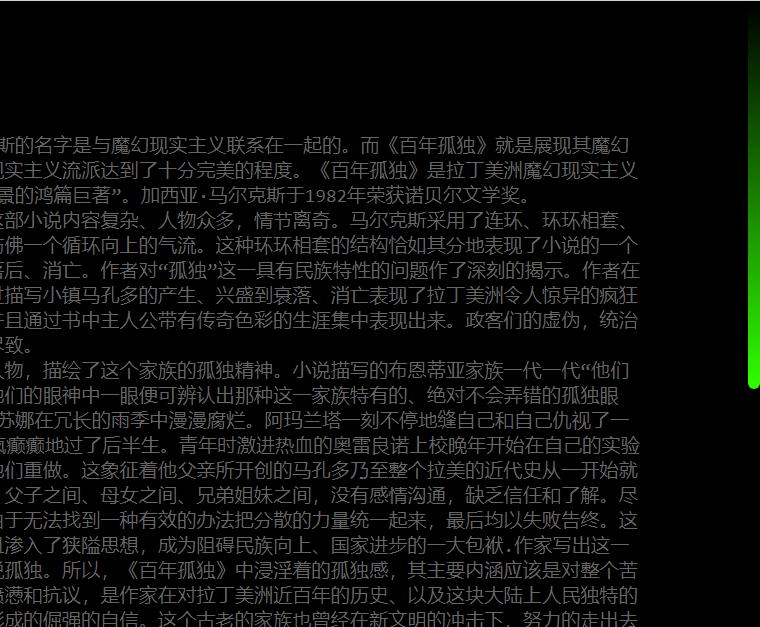 斯的名字是与魔幻现实主义联系在一起的。而《百年孤独》就是展现其魔幻
现实主义流派达到了十分完美的程度。《百年孤独》是拉丁美洲魔幻现实主义
景的鸿篇巨著”。加西亚·马尔克斯于1982年荣获诺贝尔文学奖。
这部小说内容复杂、人物众多，情节离奇。马尔克斯采用了连环、环环相套、
仿佛一个循环向上的气流。这种环环相套的结构恰如其分地表现了小说的一个
落后、消亡。作者对“孤独”这一具有民族特性的问题作了深刻的揭示。作者在
过描写小镇马孔多的产生、兴盛到衰落、消亡表现了拉丁美洲令人惊异的疯狂
并且通过书中主人公带有传奇色彩的生涯集中表现出来。政客们的虚伪，统治
尽致。
人物，描绘了这个家族的孤独精神。小说描写的布恩蒂亚家族一代一代“他们
他们的眼神中一眼便可辨认出那种这一家族特有的、绝对不会弄错的孤独眼
苏娜在冗长的雨季中漫漫腐烂。阿玛兰塔一刻不停地缝自己和自己仇视了一
疯癫癫地过了后半生。青年时激进热血的奥雷良诺上校晚年开始在自己的实验
他们重做。这象征着他父亲所开创的马孔多乃至整个拉美的近代史从一开始就
，父子之间、母女之间、兄弟姐妹之间，没有感情沟通，缺乏信任和了解。尽
由于无法找到一种有效的办法把分散的力量统一起来，最后均以失败告终。这
且渗入了狭隘思想，成为阻碍民族向上、国家进步的一大包袱.作家写出这一
脱孤独。所以，《百年孤独》中浸淫着的孤独感，其主要内涵应该是对整个苦
愤懑和抗议，是作家在对拉丁美洲近百年的历史、以及这块大陆上人民独特的
形成的倔强的自信。这个古老的家族也曾经在新文明的冲击下，努力的走出去